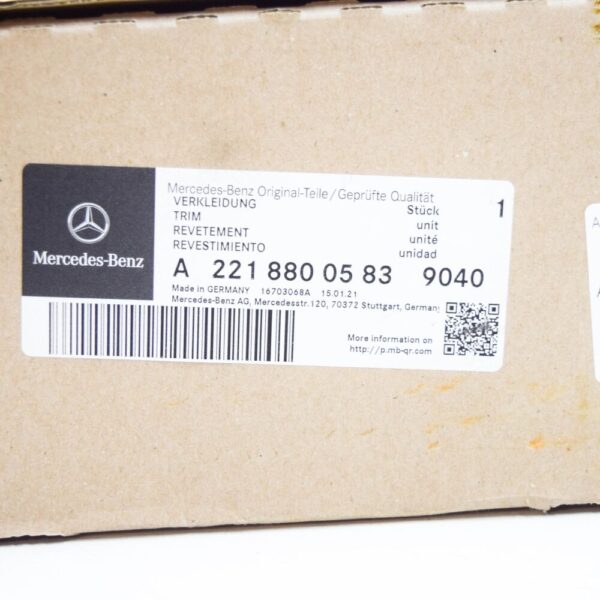 Mercedes-Benz
Mercedes-Benz Original-Teile/Geprüfte Qualität
VERKLEIDUNG Stück 1
TRIM unit
REVETEMENT unité
REVESTIMIENTO unidad
A 221 880 05 83 9040
Made in GERMANY 16703068A 15.01.21
Mercedes-Benz AG, Mercedesstr.120, 70372 Stuttgart, Germany
More information on
http://p.mb-qr.com